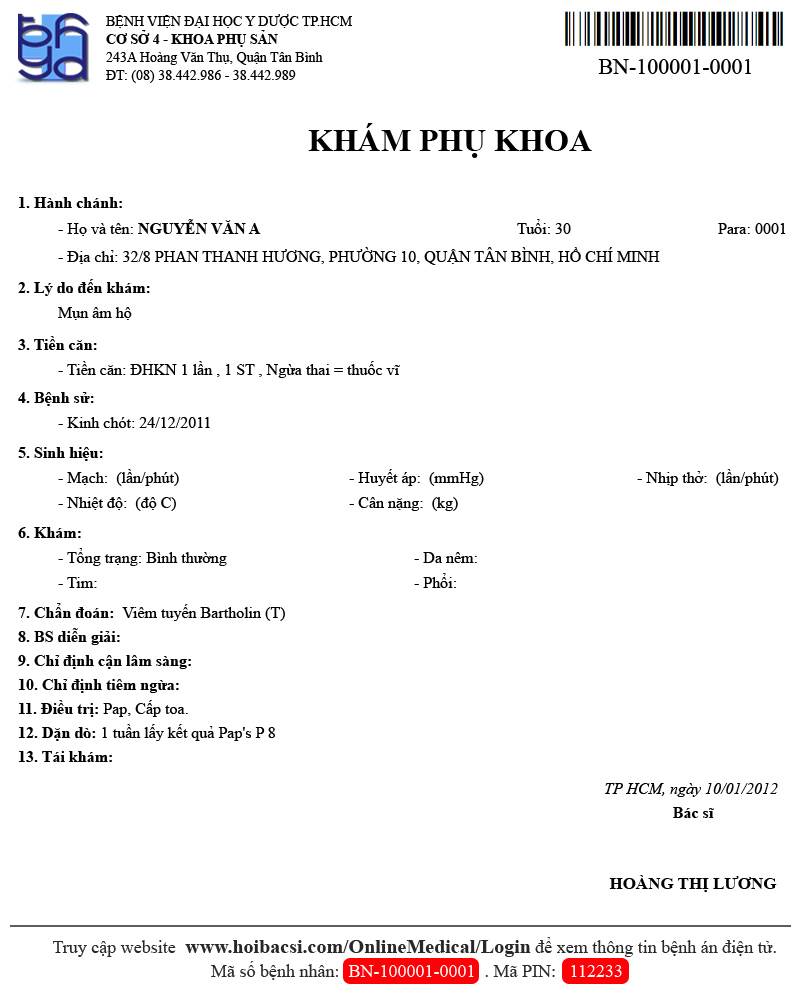 bh
yd
BỆNH VIỆN ĐẠI HỌC Y DƯỢC TP.HCM
CƠ SỞ 4 - KHOA PHỤ SẢN
243A Hoàng Văn Thụ, Quận Tân Bình
ĐT: (08) 38.442.986 - 38.442.989
BN-100001-0001
KHÁM PHỤ KHOA
1. Hành chánh:
- Họ và tên: NGUYỄN VĂN A Tuổi: 30 Para: 0001
- Địa chỉ: 32/8 PHAN THANH HƯƠNG, PHƯỜNG 10, QUẬN TÂN BÌNH, HỒ CHÍ MINH
2. Lý do đến khám:
Mụn âm hộ
3. Tiền căn:
- Tiền căn: ĐHKN 1 lần , 1 ST , Ngừa thai = thuốc vĩ
4. Bệnh sử:
- Kinh chót: 24/12/2011
5. Sinh hiệu:
- Mạch: (lần/phút) - Huyết áp: (mmHg) - Nhịp thở: (lần/phút)
- Nhiệt độ: (độ C) - Cân nặng: (kg)
6. Khám:
- Tổng trạng: Bình thường - Da nêm:
- Tim: - Phổi:
7. Chẩn đoán: Viêm tuyến Bartholin (T)
8. BS diễn giải:
9. Chỉ định cận lâm sàng:
10. Chỉ định tiêm ngừa:
11. Điều trị: Pap, Cấp toa.
12. Dặn dò: 1 tuần lấy kết quả Pap's P 8
13. Tái khám:
TP HCM, ngày 10/01/2012
Bác sĩ
HOÀNG THỊ LƯƠNG
Truy cập website www.hoibacsi.com/OnlineMedical/Login để xem thông tin bệnh án điện tử.
Mã số bệnh nhân: BN-100001-0001 . Mã PIN: 112233